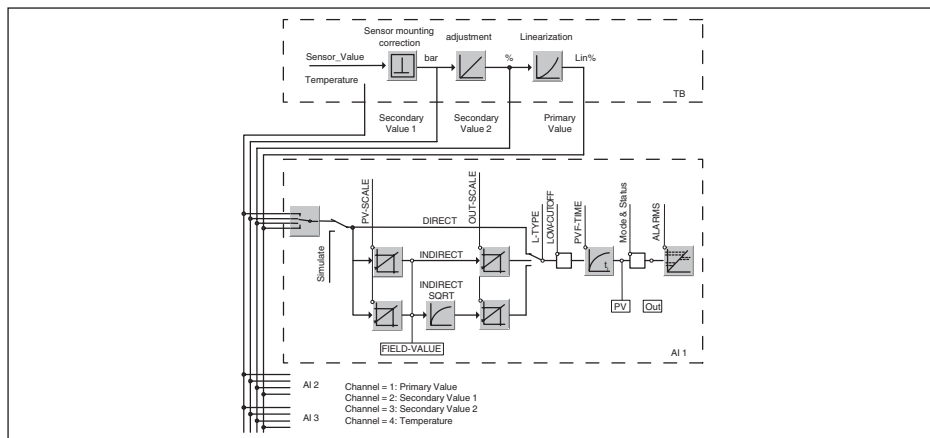 Sensor mounting
correction
adjustment
Linearization
Sensor_Value
bar
%
Lin%
Temperature
TB
Secondary
Value 1
Secondary
Value 2
Primary
Value
PV-SCALE
OUT-SCALE
L-TYPE
LOW-CUTOFF
PVF-TIME
Mode & Status
ALARMS
DIRECT
Simulate
INDIRECT
INDIRECT
SQRT
PV
Out
FIELD-VALUE
AI 1
AI 2
Channel = 1: Primary Value
Channel = 2: Secondary Value 1
Channel = 3: Secondary Value 2
AI 3
Channel = 4: Temperature